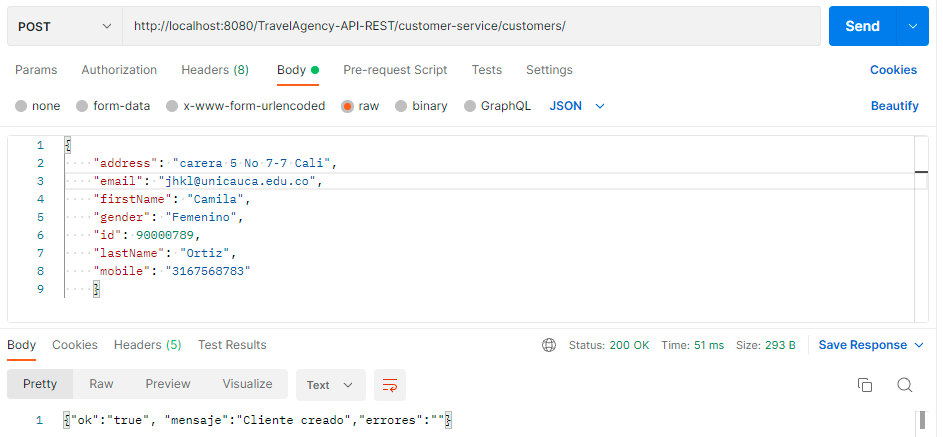 POST http://localhost:8080/TravelAgency-API-REST/customer-service/customers/ Send
Params Authorization Headers (8) Body Pre-request Script Tests Settings Cookies
none form-data x-www-form-urlencoded raw binary GraphQL JSON Beautify
1 {
2 "address": "carera 5 No 7-7 Cali",
3 "email": "jhkl@unicauca.edu.co",
4 "firstName": "Camila",
5 "gender": "Femenino",
6 "id": 90000789,
7 "lastName": "Ortiz",
8 "mobile": "3167568783"
9 }
Body Cookies Headers (5) Test Results Status: 200 OK Time: 51 ms Size: 293 B Save Response
Pretty Raw Preview Visualize Text
1 {"ok":"true", "mensaje":"Cliente creado","errores":""}